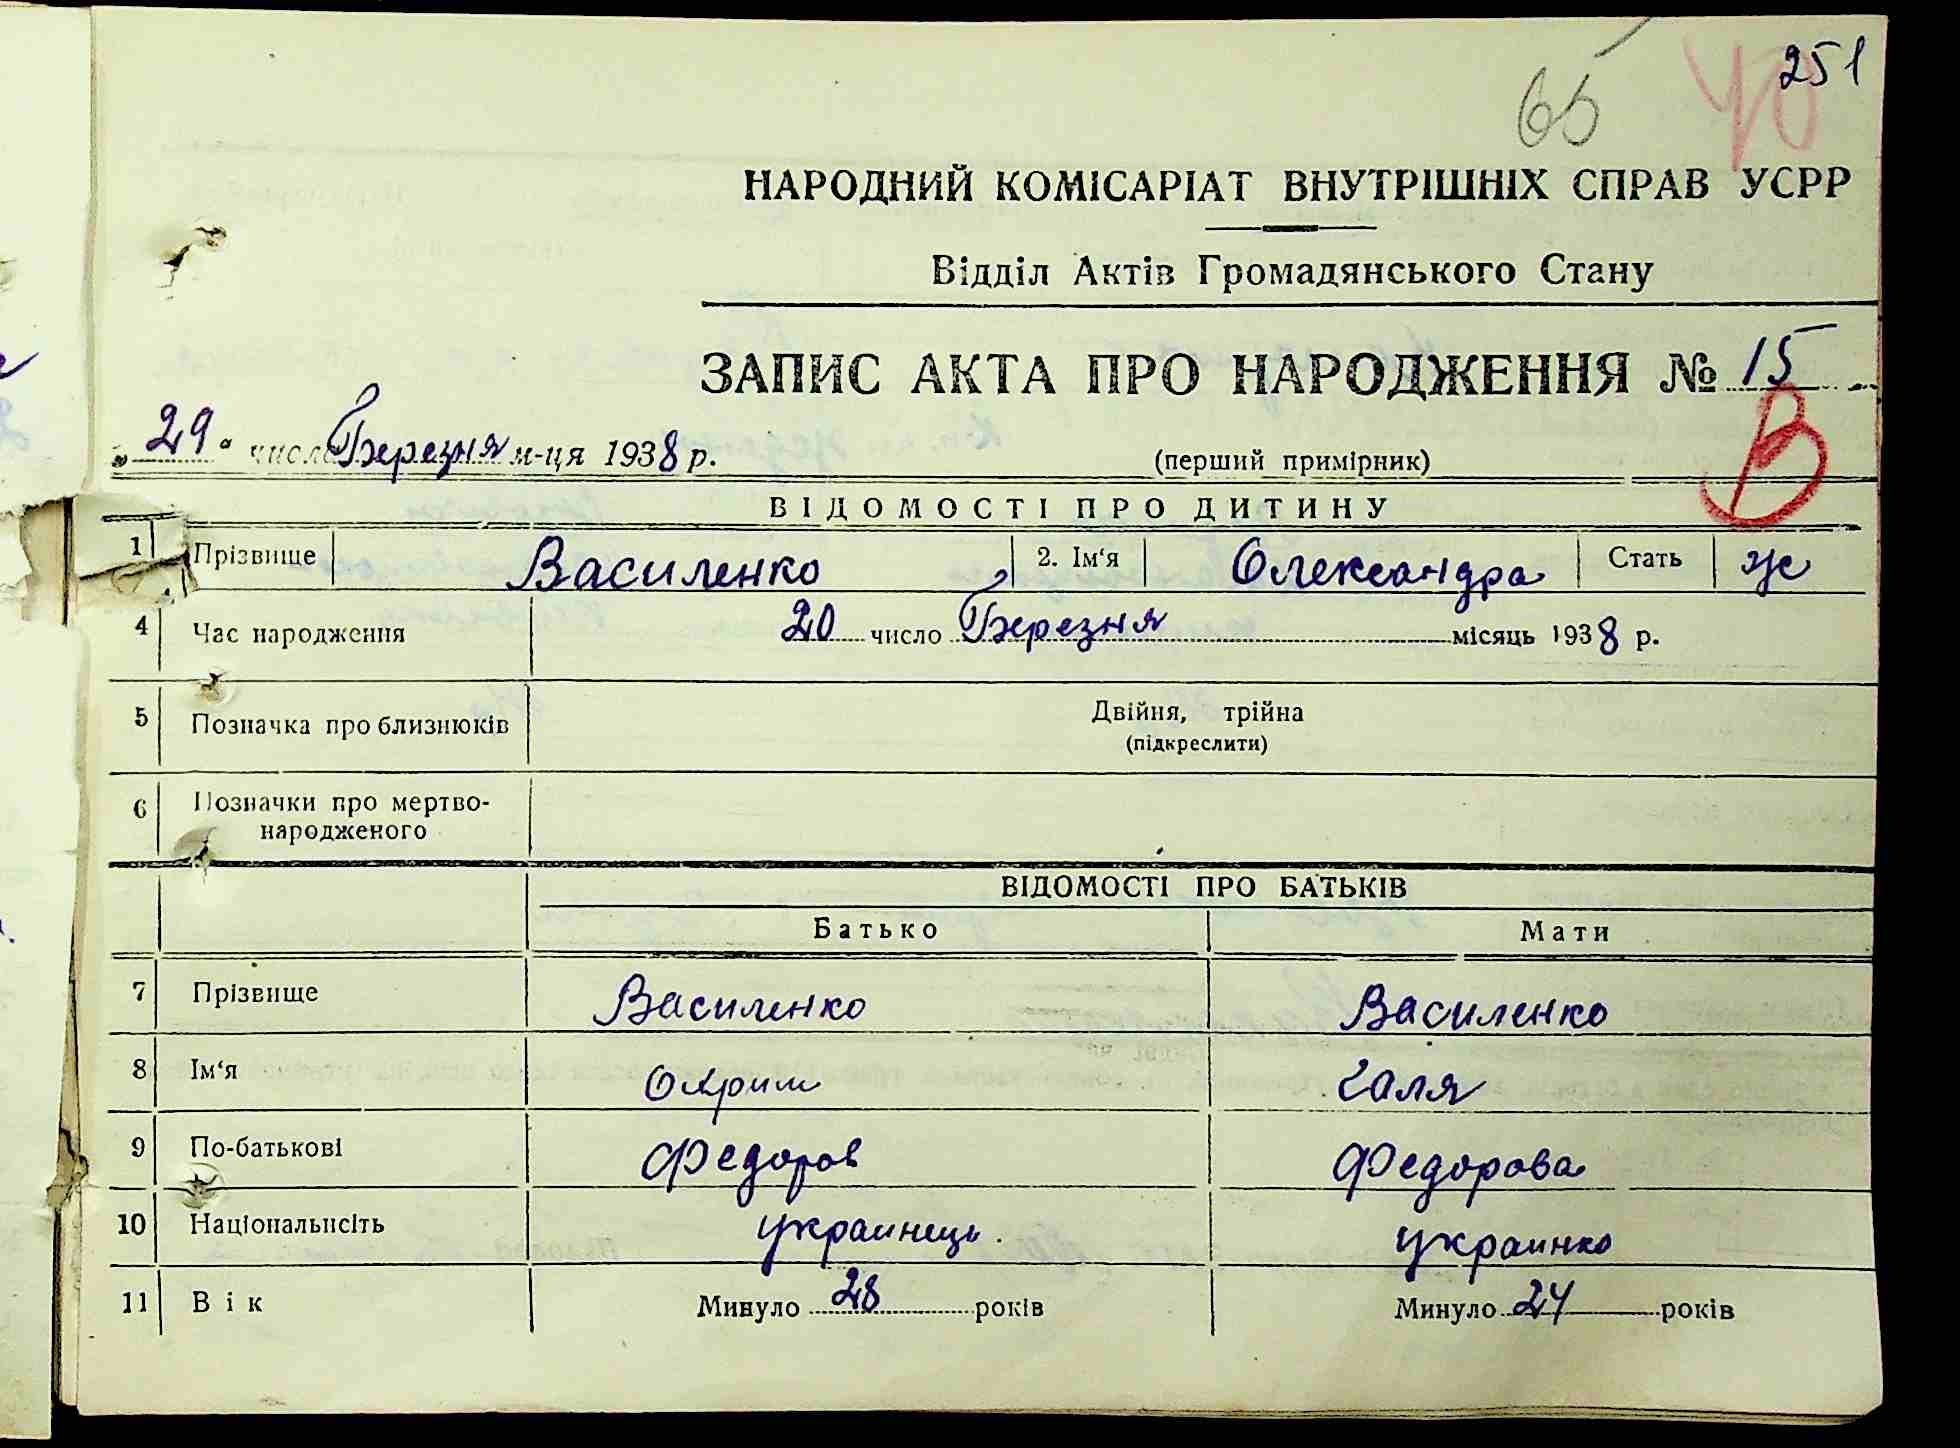 251
65 40
НАРОДНИЙ КОМІСАРІАТ ВНУТРІШНІХ СПРАВ УСРР
Відділ Актів Громадянського Стану
ЗАПИС АКТА ПРО НАРОДЖЕННЯ № 15
„29“ число Березня м-ця 1938 р. (перший примірник) В
ВІДОМОСТІ ПРО ДИТИНУ
1 Прізвище Василенко 2. Ім‘я Олександра Стать ж
4 Час народження 20 число Березня місяць 1938 р.
5 Позначка про близнюків Двійня, трійна
(підкреслити)
6 Позначки про мертво-
народженого
ВІДОМОСТІ ПРО БАТЬКІВ
Батько Мати
7 Прізвище Василенко Василенко
8 Ім‘я Охрим Галя
9 По-батькові Федоров Федорова
10 Національність украинець украинко
11 Вік Минуло 28 років Минуло 24 років